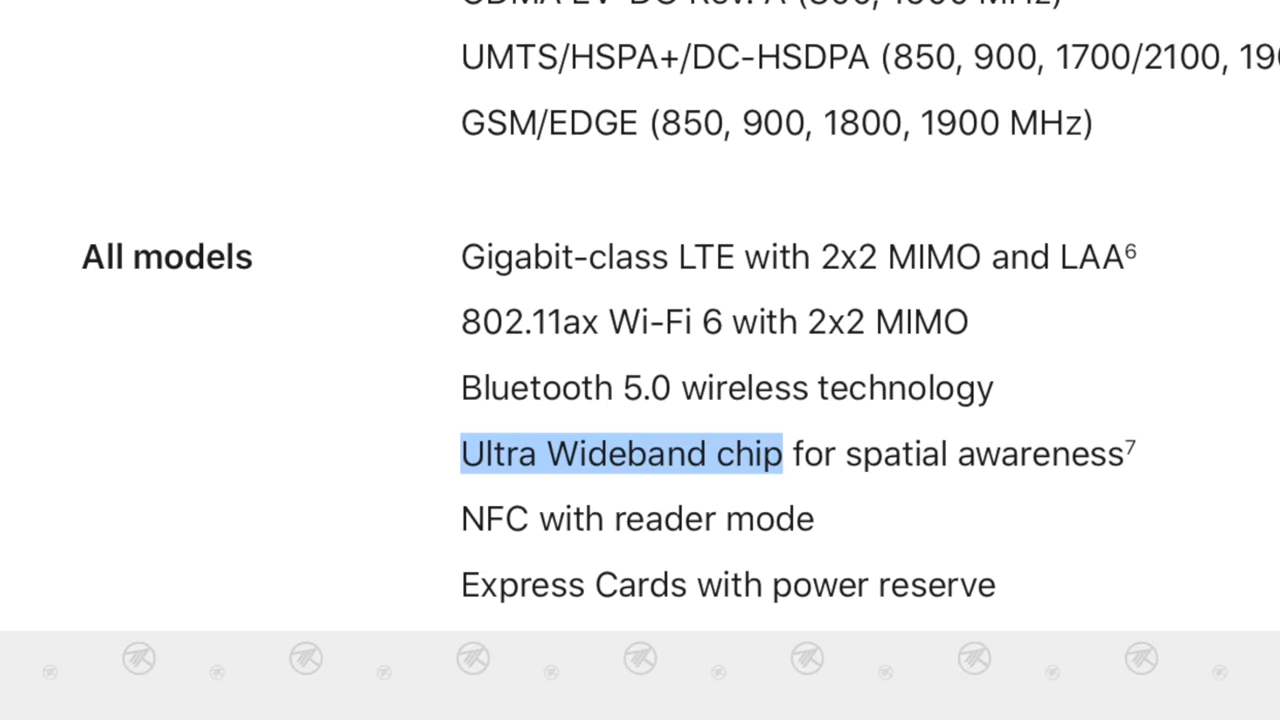 UMTS/HSPA+/DC-HSDPA (850, 900, 1700/2100,
GSM/EDGE (850, 900, 1800, 1900 MHz)
All models
Gigabit-class LTE with 2x2 MIMO and LAA⁶
802.11ax Wi-Fi 6 with 2x2 MIMO
Bluetooth 5.0 wireless technology
Ultra Wideband chip for spatial awareness⁷
NFC with reader mode
Express Cards with power reserve